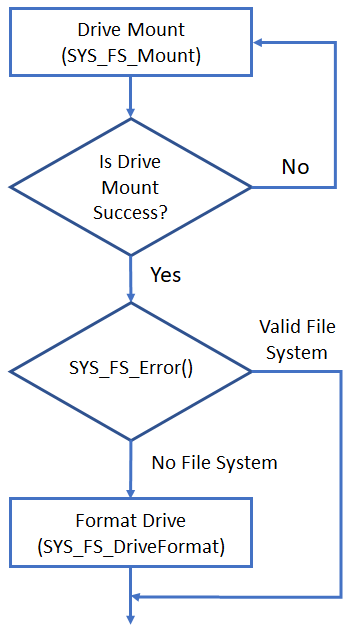 Drive Mount
(SYS_FS_Mount)
Is Drive
Mount
Success?
No
Yes
Valid File
System
SYS_FS_Error()
No File System
Format Drive
(SYS_FS_DriveFormat)